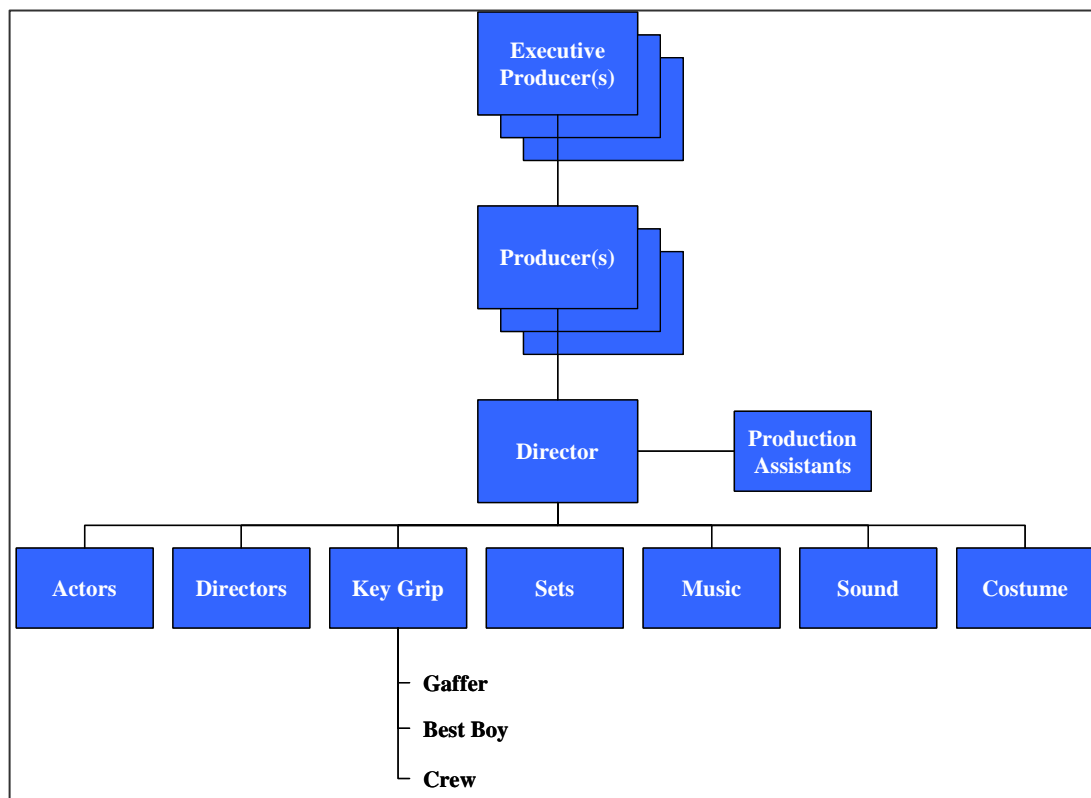 Executive
Producer(s)
Producer(s)
Director
Production
Assistants
Actors
Directors
Key Grip
Sets
Music
Sound
Costume
Gaffer
Best Boy
Crew